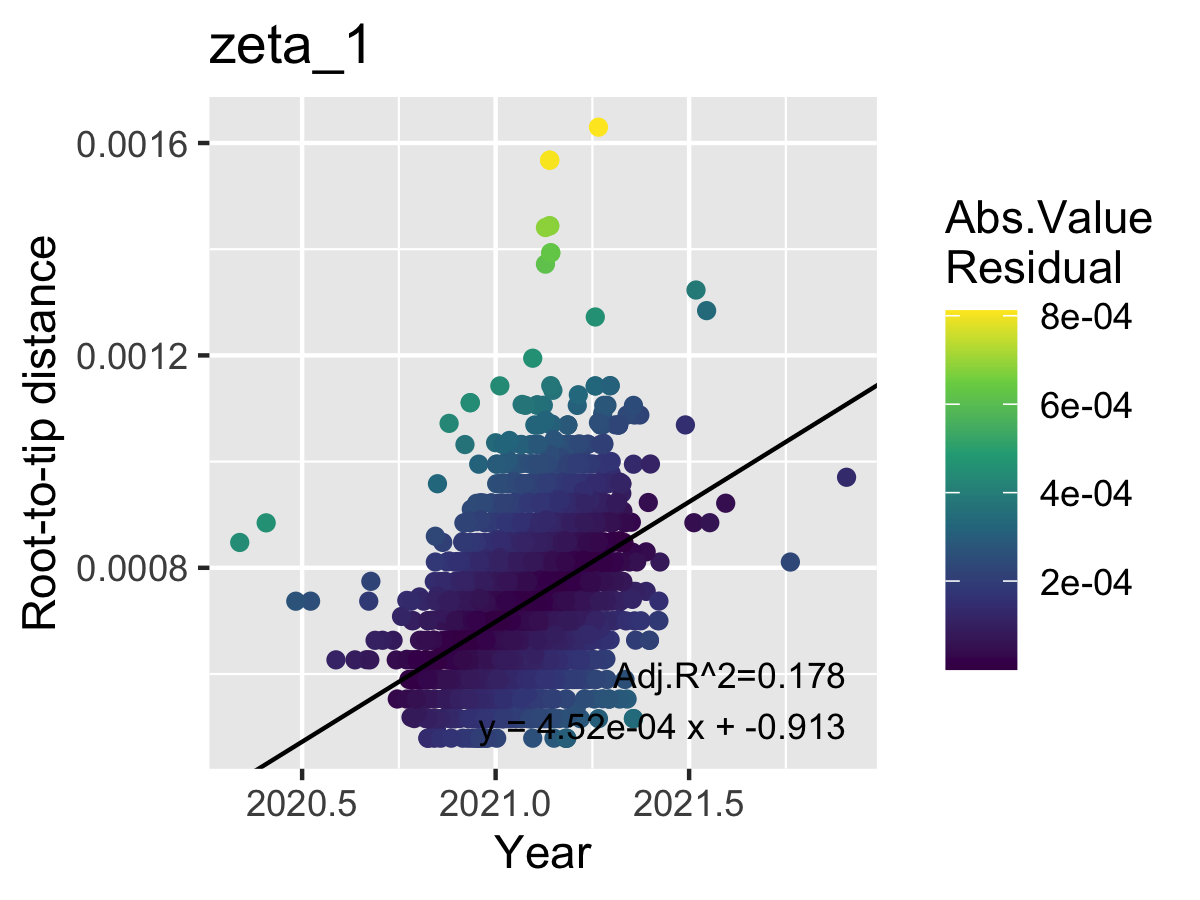 zeta_1
0.0016
0.0012
0.0008
Root-to-tip distance
Adj.R^2=0.178
y = 4.52e-04 x + -0.913
2020.5
2021.0
2021.5
Year
Abs.Value
Residual
8e-04
6e-04
4e-04
2e-04